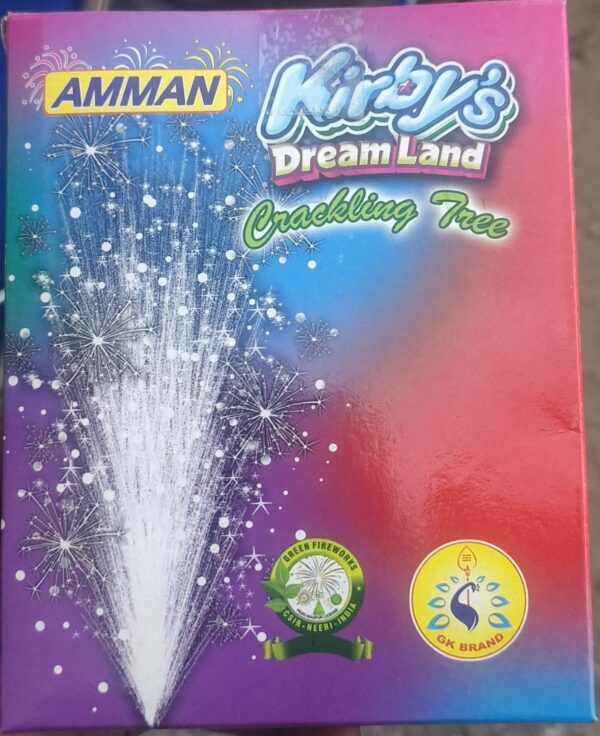 AMMAN
Kirby's
Dream Land
Crackling Tree
GREEN FIREWORKS
CSIR-NEERI-INDIA
GK BRAND